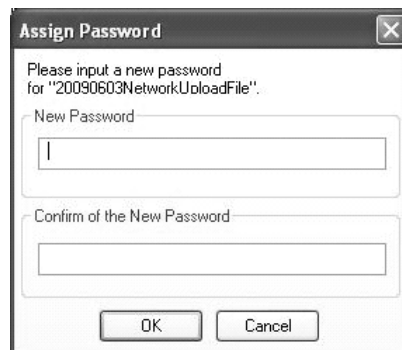 Assign Password
Please input a new password
for "20090603NetworkUploadFile".
New Password
Confirm of the New Password
OK
Cancel